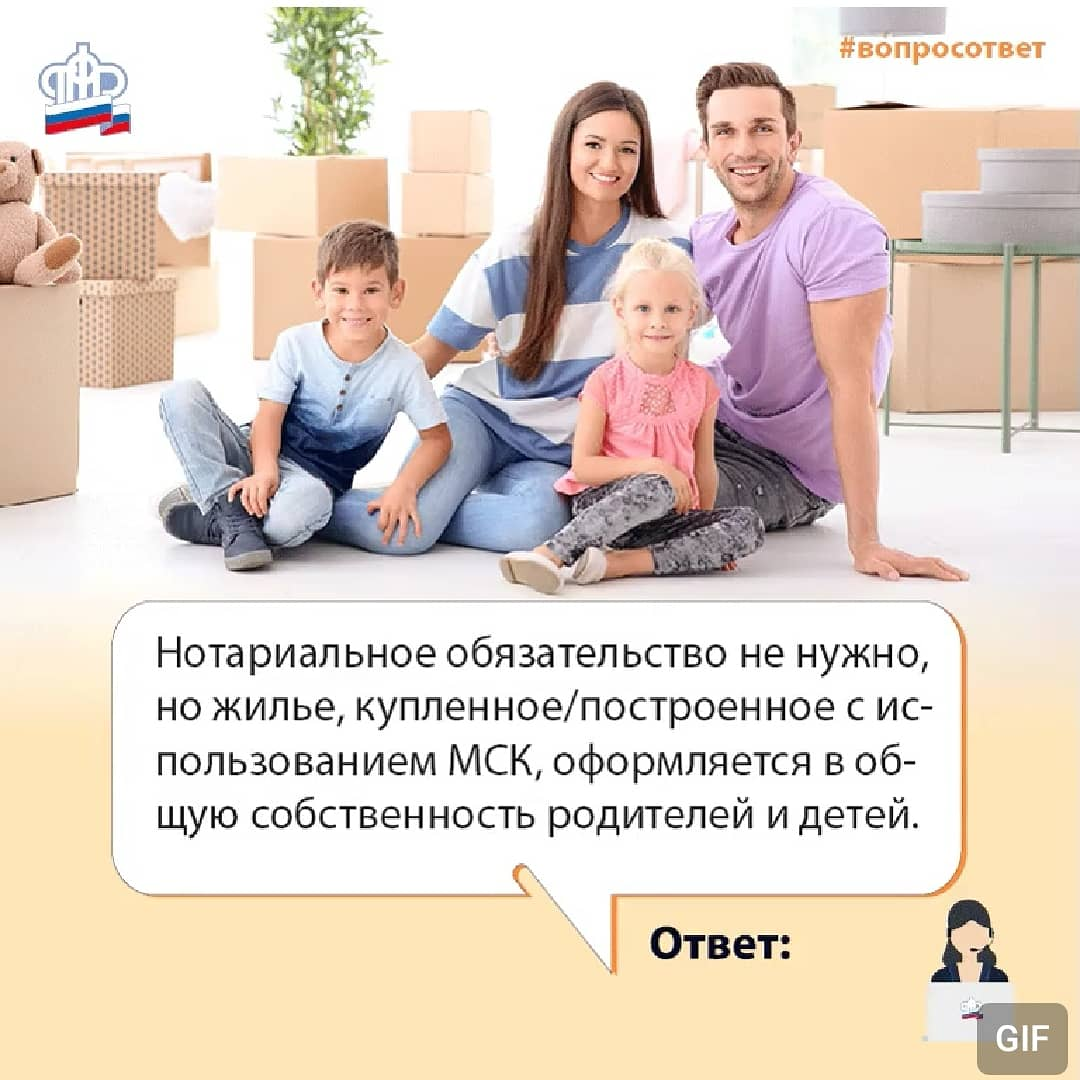 #вопросответ
ПФР
Нотариальное обязательство не нужно,
но жилье, купленное/построенное с ис-
пользованием МСК, оформляется в об-
щую собственность родителей и детей.
Ответ:
GIF